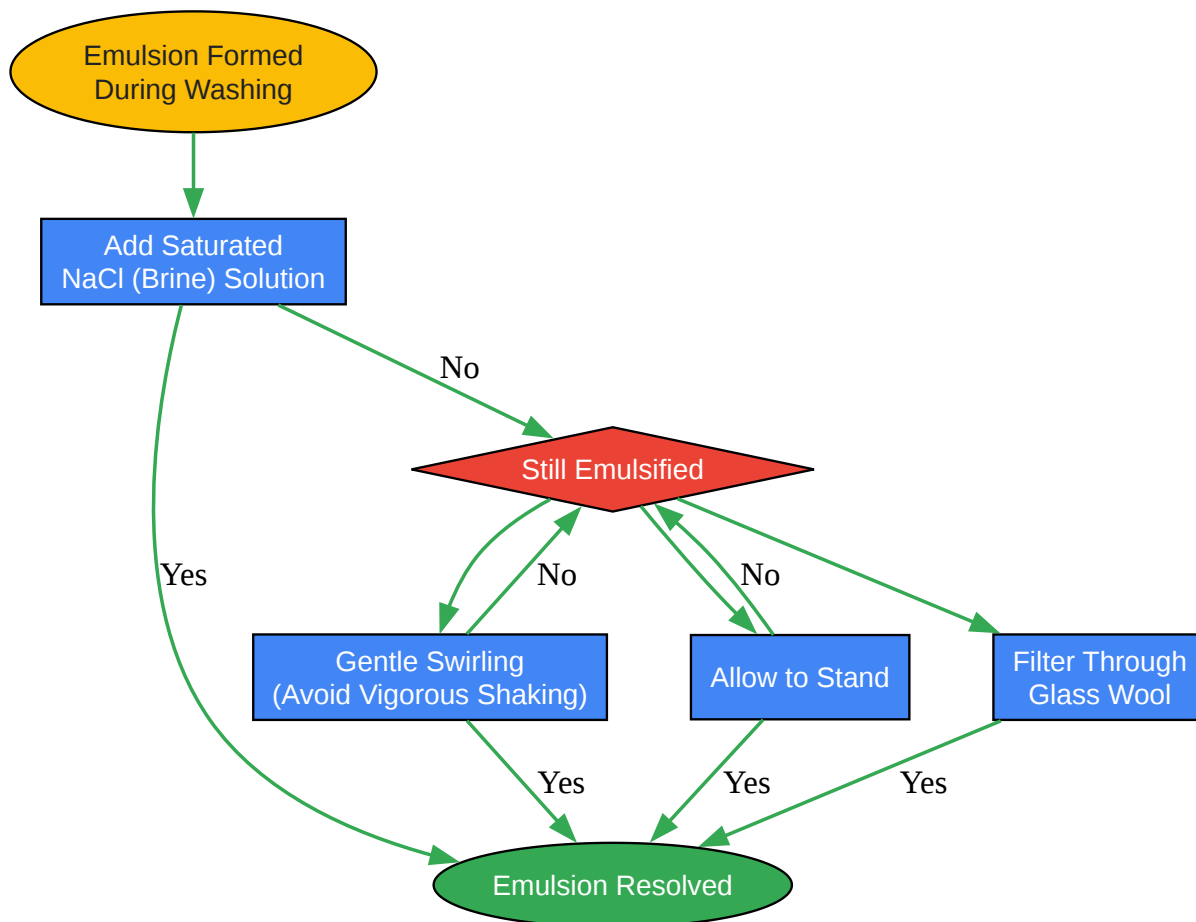 Emulsion Formed
During Washing
Add Saturated
NaCl (Brine) Solution
No
Still Emulsified
Yes
No
No
Gentle Swirling
(Avoid Vigorous Shaking)
Allow to Stand
Filter Through
Glass Wool
Yes
Yes
Yes
Emulsion Resolved